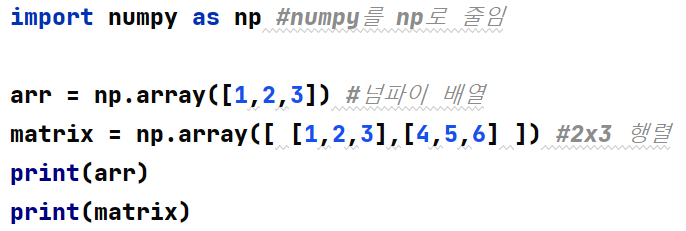 import numpy as np #numpy를 np로 줄임
arr = np.array([1,2,3]) #넘파이 배열
matrix = np.array([ [1,2,3],[4,5,6] ]) #2x3 행렬
print(arr)
print(matrix)